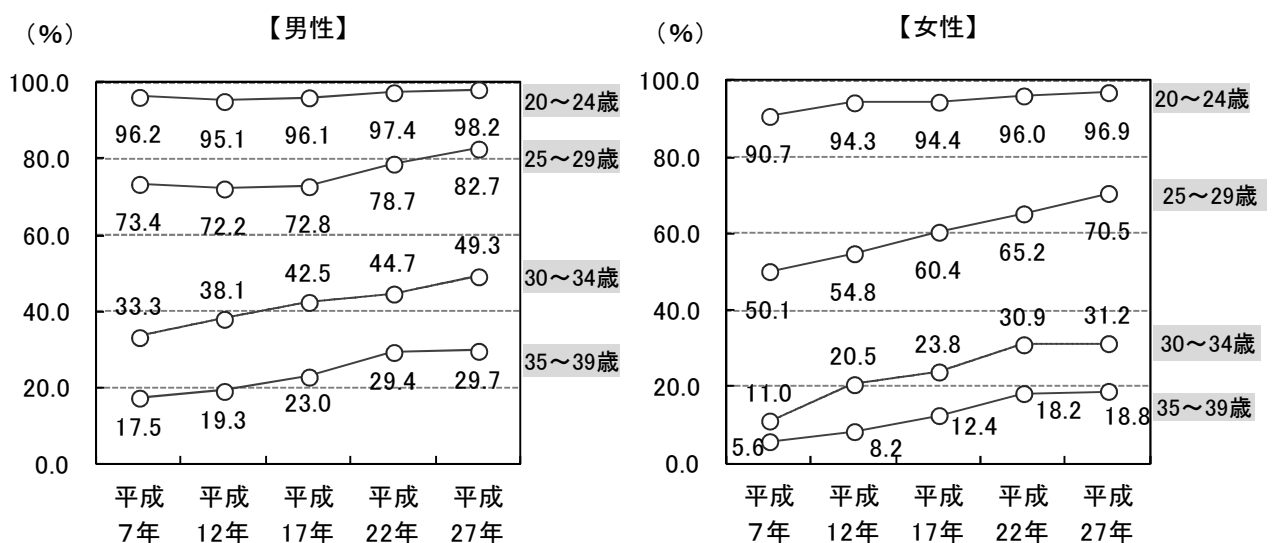 (％) 【男性】
100.0
80.0
60.0
40.0
20.0
0.0
96.2 95.1 96.1 97.4 98.2
73.4 72.2 72.8 78.7 82.7
33.3 38.1 42.5 44.7 49.3
17.5 19.3 23.0 29.4 29.7
20～24歳
25～29歳
30～34歳
35～39歳
平成 平成 平成 平成 平成
7年 12年 17年 22年 27年
(％) 【女性】
100.0
80.0
60.0
40.0
20.0
0.0
90.7 94.3 94.4 96.0 96.9
50.1 54.8 60.4 65.2 70.5
11.0 20.5 23.8 30.9 31.2
5.6 8.2 12.4 18.2 18.8
20～24歳
25～29歳
30～34歳
35～39歳
平成 平成 平成 平成 平成
7年 12年 17年 22年 27年